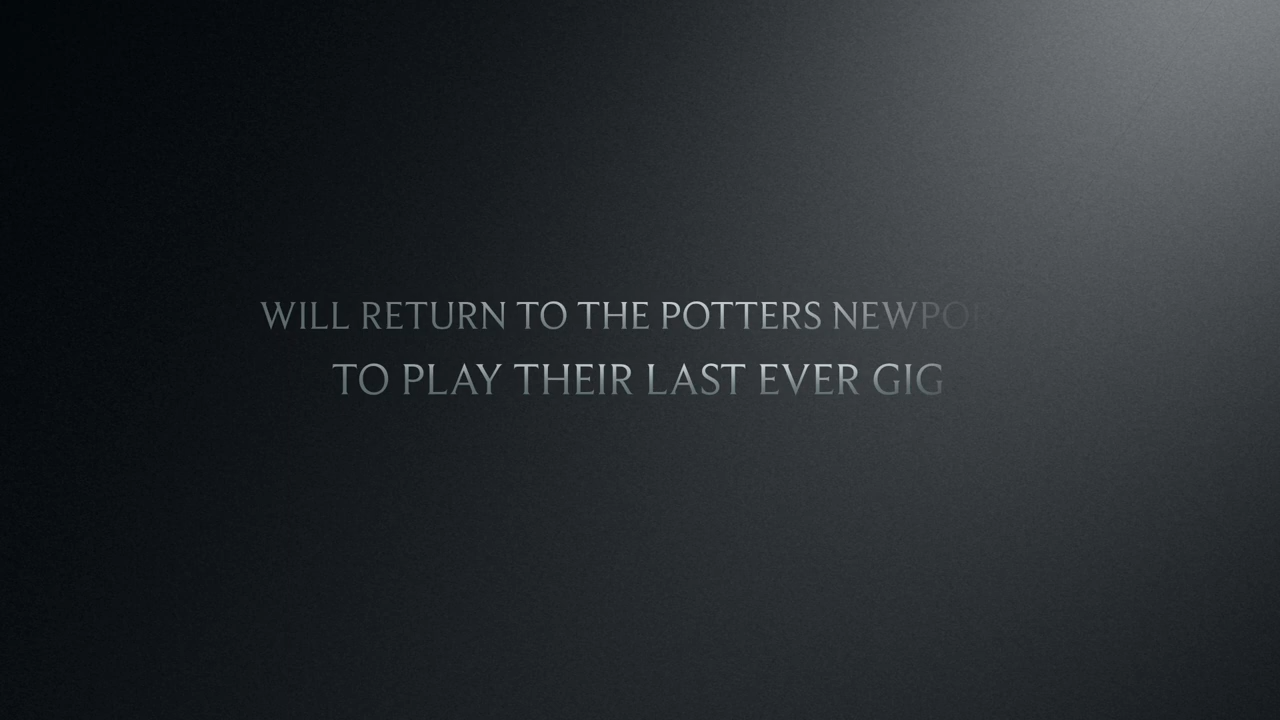 WILL RETURN TO THE POTTERS
TO PLAY THEIR LAST EVER GIG